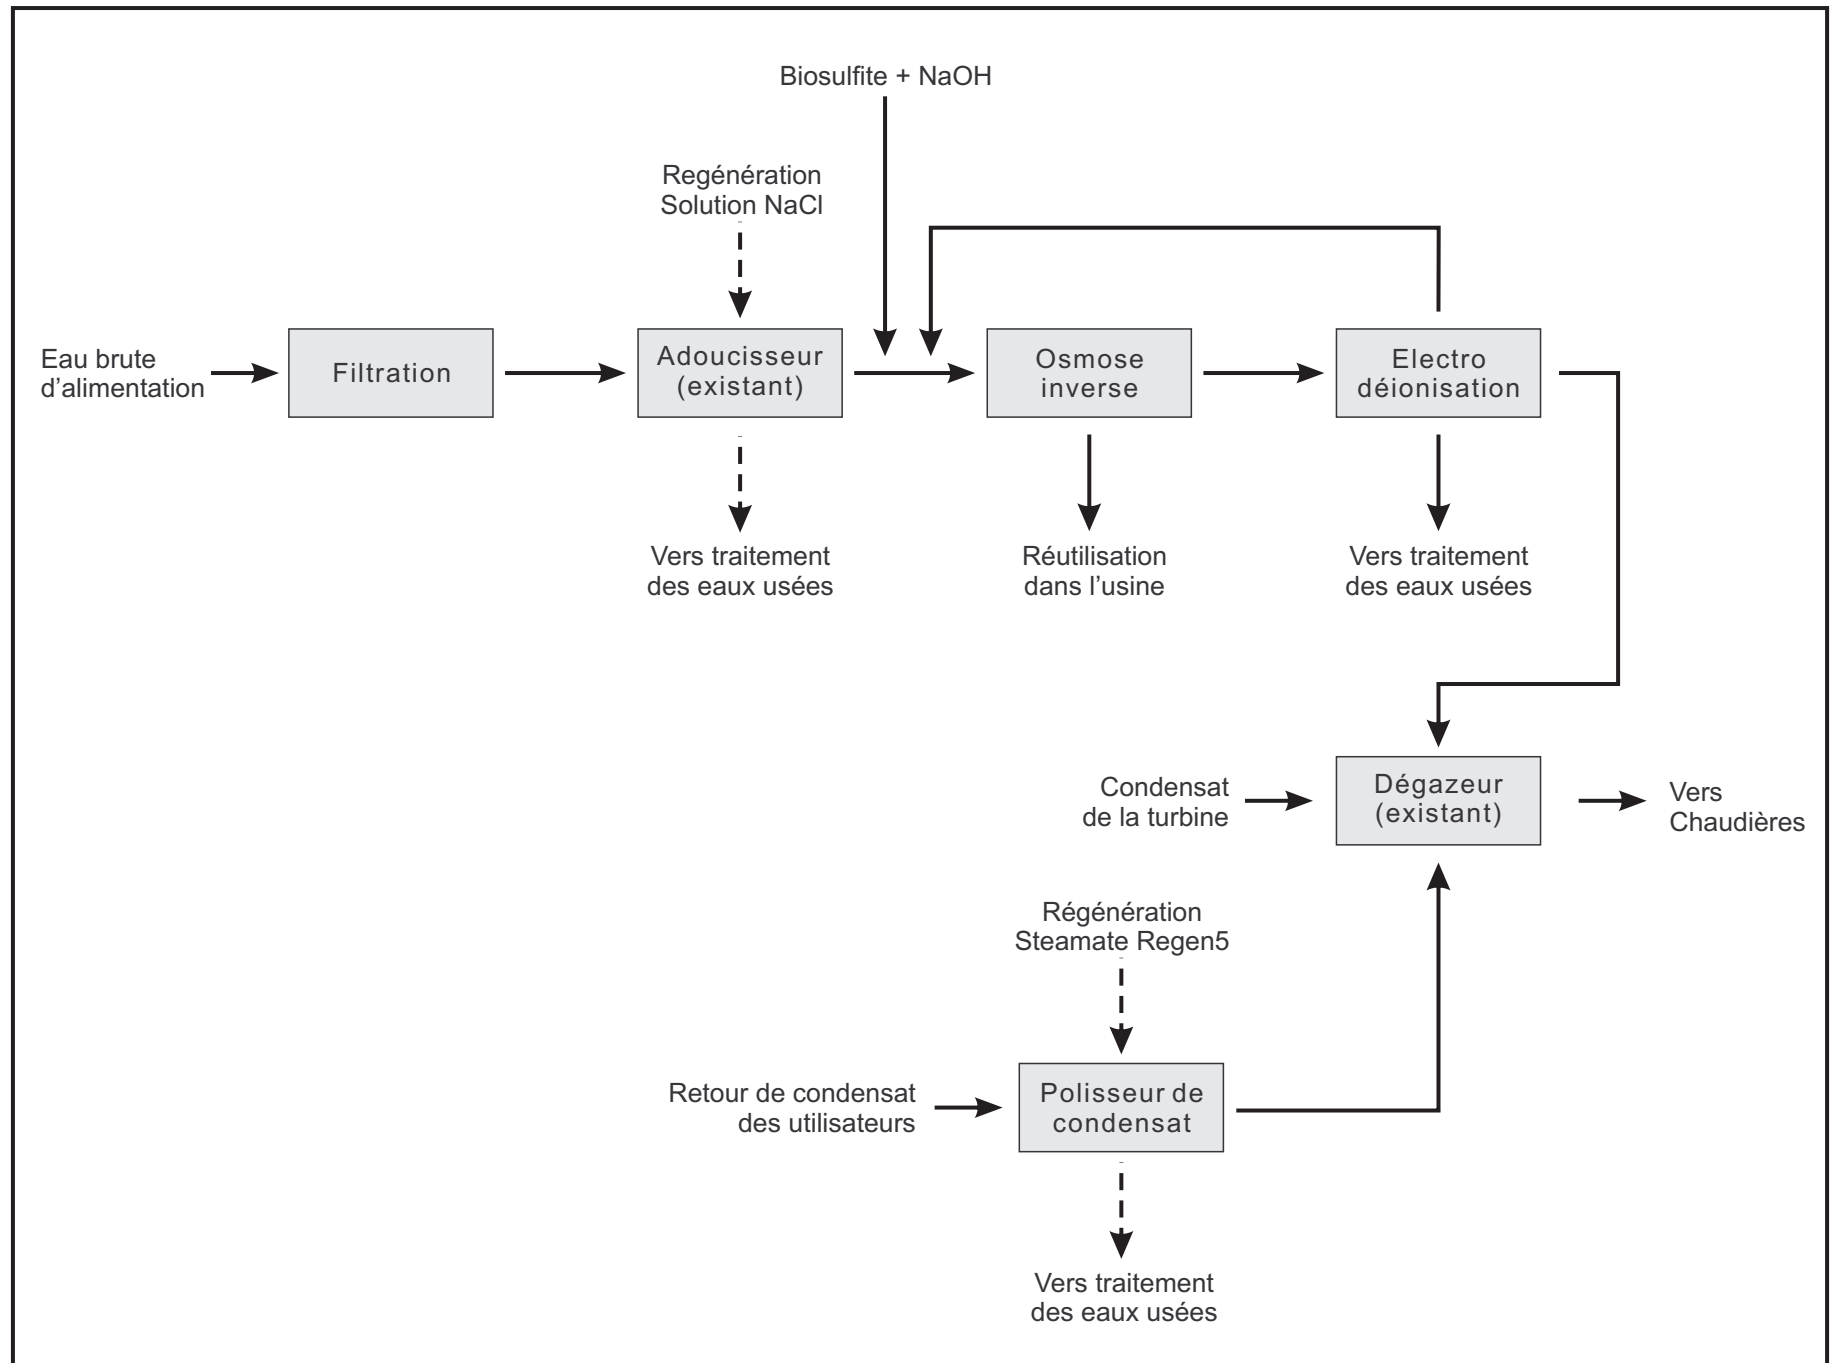 Biosulfite + NaOH
Regénération
Solution NaCl
Eau brute
d’alimentation
Filtration
Adoucisseur
(existant)
Osmose
inverse
Electro
déionisation
Vers traitement
des eaux usées
Réutilisation
dans l’usine
Vers traitement
des eaux usées
Condensat
de la turbine
Dégazeur
(existant)
Vers
Chaudières
Régénération
Steamate Regen5
Retour de condensat
des utilisateurs
Polisseur de
condensat
Vers traitement
des eaux usées